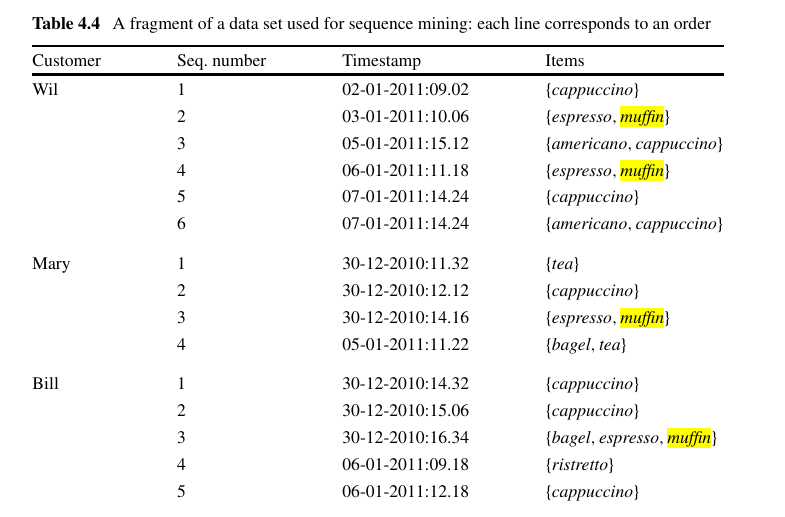 Table 4.4 A fragment of a data set used for sequence mining: each line corresponds to an order
Customer Seq. number Timestamp Items
Wil 1 02-01-2011:09.02 {cappuccino}
2 03-01-2011:10.06 {espresso, muffin}
3 05-01-2011:15.12 {americano, cappuccino}
4 06-01-2011:11.18 {espresso, muffin}
5 07-01-2011:14.24 {cappuccino}
6 07-01-2011:14.24 {americano, cappuccino}
Mary 1 30-12-2010:11.32 {tea}
2 30-12-2010:12.12 {cappuccino}
3 30-12-2010:14.16 {espresso, muffin}
4 05-01-2011:11.22 {bagel, tea}
Bill 1 30-12-2010:14.32 {cappuccino}
2 30-12-2010:15.06 {cappuccino}
3 30-12-2010:16.34 {bagel, espresso, muffin}
4 06-01-2011:09.18 {ristretto}
5 06-01-2011:12.18 {cappuccino}